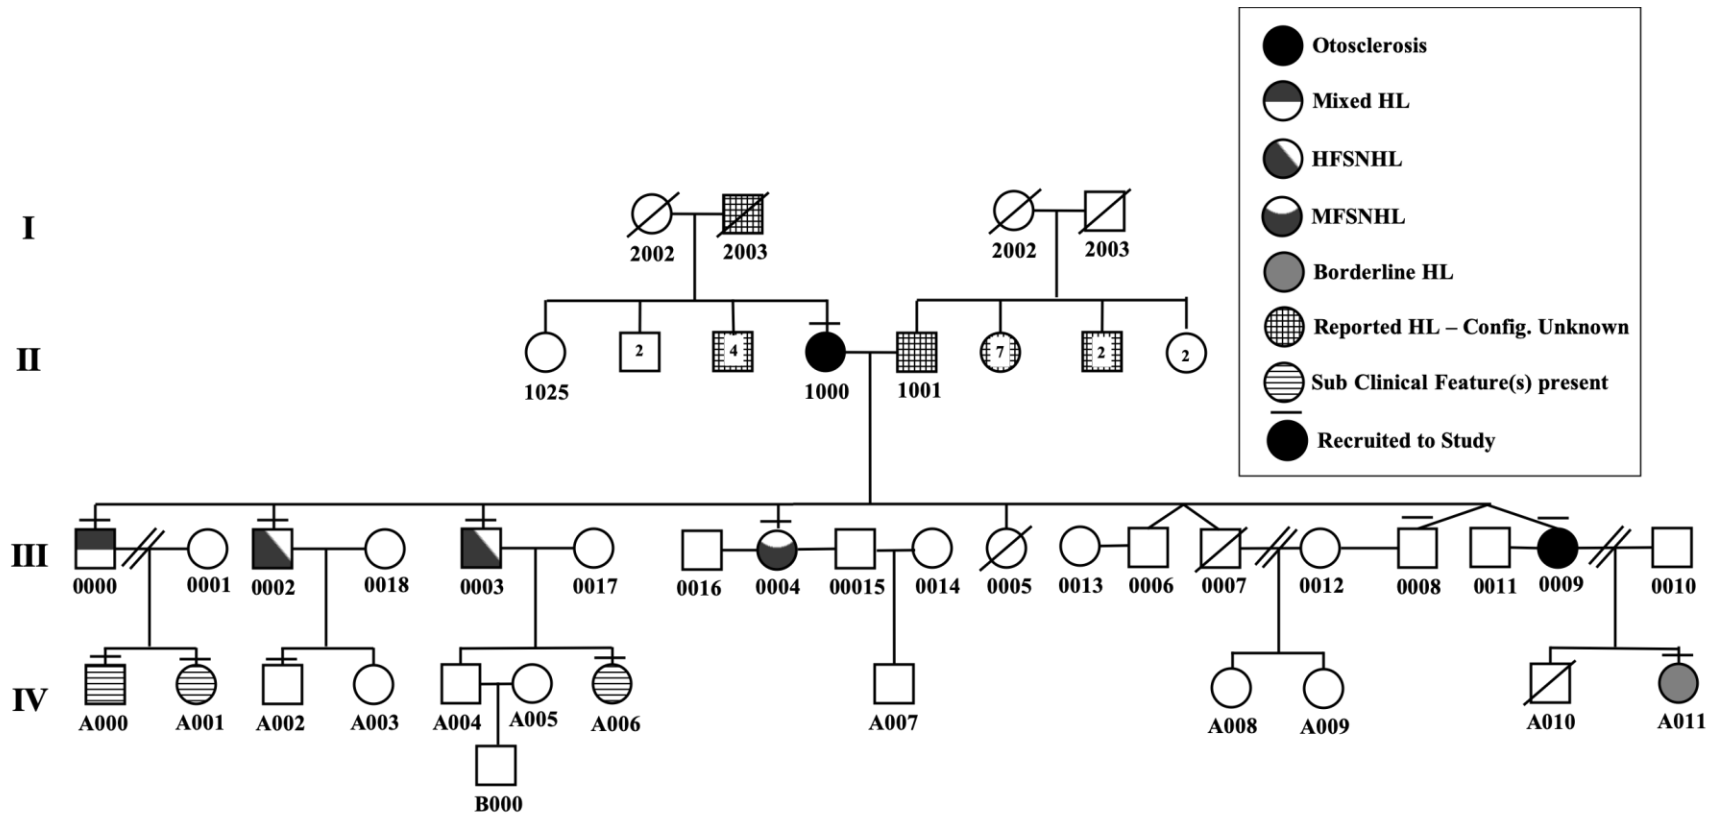 Otosclerosis
Mixed HL
HFSNHL
MFSNHL
Borderline HL
Reported HL – Config. Unknown
Sub Clinical Feature(s) present
Recruited to Study
I
2002 2003 2002 2003
II
2 4 7 2 2
1025 1000 1001
III
0000 0001 0002 0018 0003 0017 0016 0004 00015 0014 0005 0013 0006 0007 0012 0008 0011 0009 0010
IV
A000 A001 A002 A003 A004 A005 A006 A007 A008 A009 A010 A011
B000